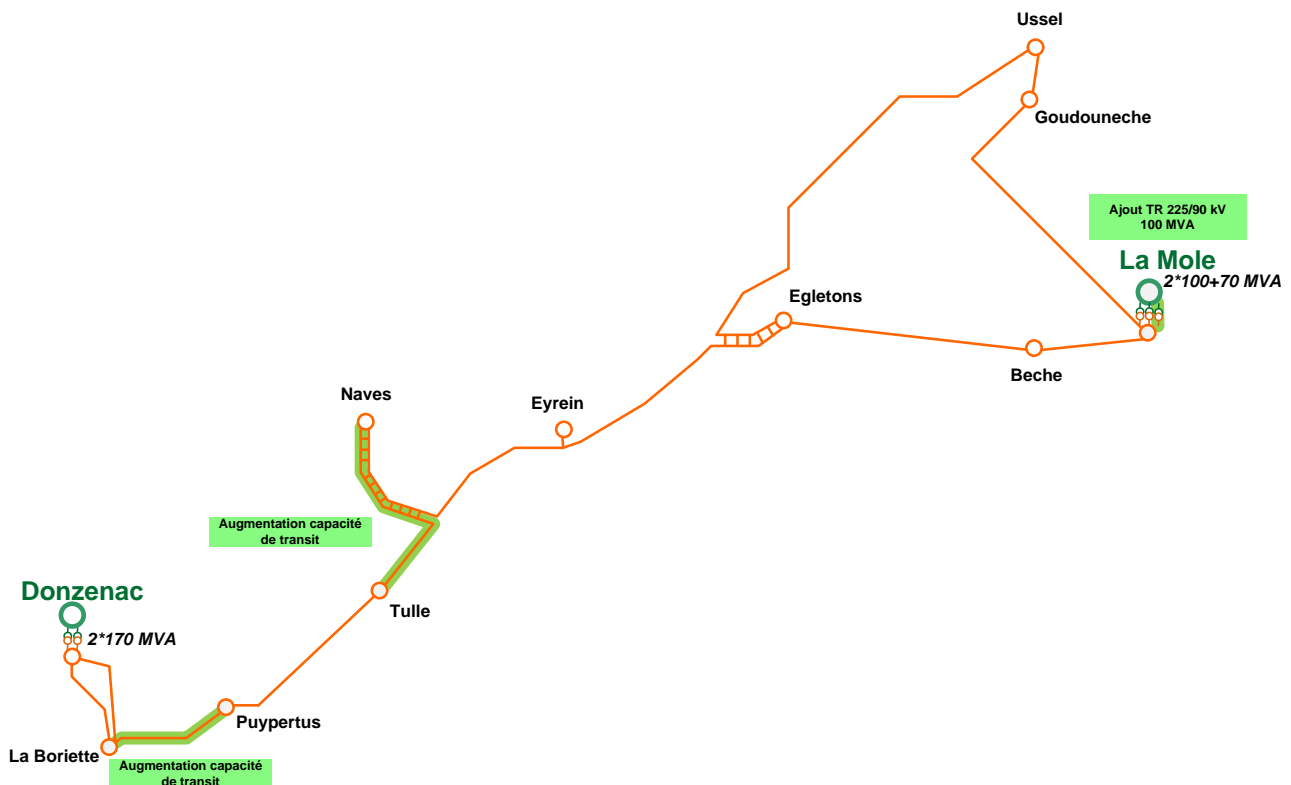 Ussel
Goudouneche
Ajout TR 225/90 kV
100 MVA
La Mole
2*100+70 MVA
Egletons
Beche
Naves
Eyrein
Augmentation capacité
de transit
Donzenac
2*170 MVA
Tulle
Puypertus
La Boriette
Augmentation capacité
de transit